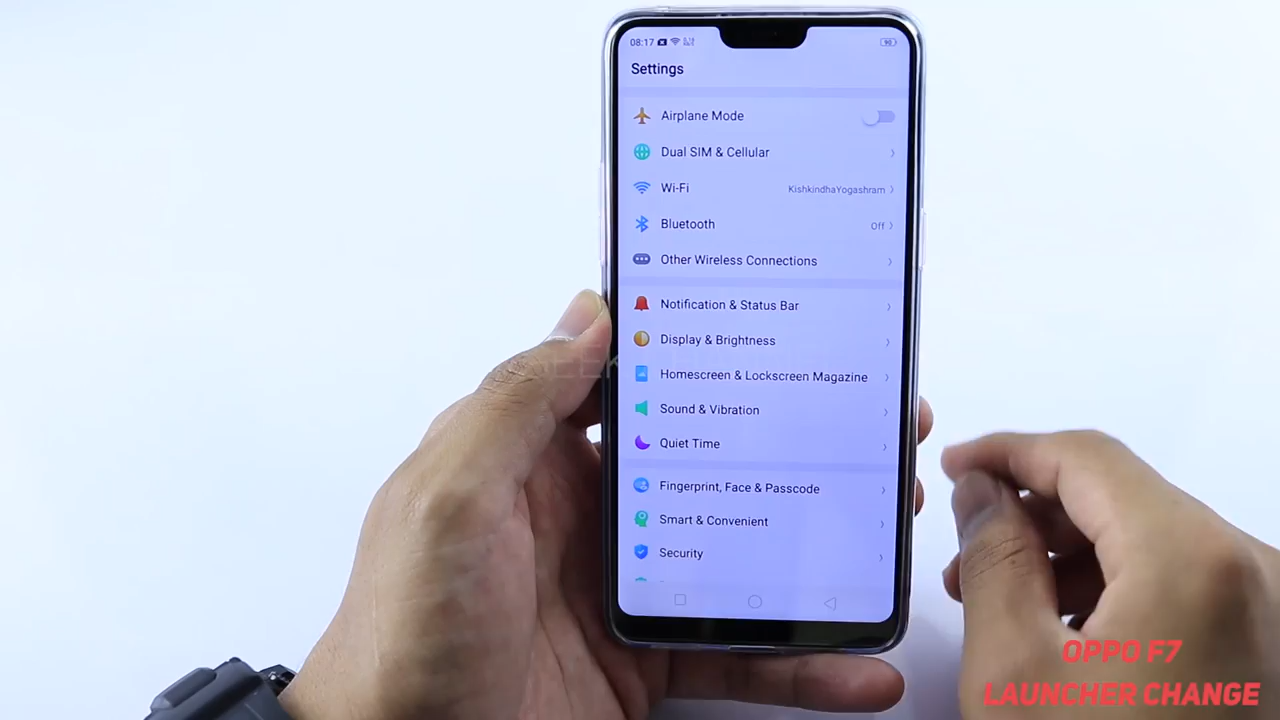 08:17
90
Settings
Airplane Mode
Dual SIM & Cellular
Wi-Fi KishkindhaYogashram
Bluetooth Off
Other Wireless Connections
Notification & Status Bar
Display & Brightness
Homescreen & Lockscreen Magazine
Sound & Vibration
Quiet Time
Fingerprint, Face & Passcode
Smart & Convenient
Security
OPPO F7
LAUNCHER CHANGE